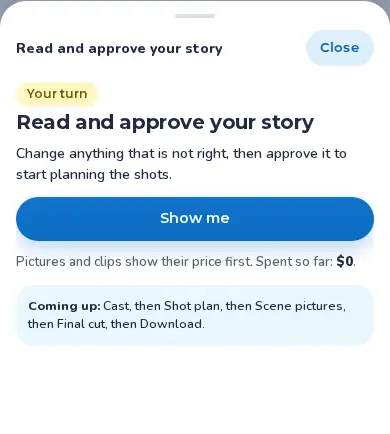 Read and approve your story
Close
Your turn
Read and approve your story
Change anything that is not right, then approve it to
start planning the shots.
Show me
Pictures and clips show their price first. Spent so far: $0.
Coming up: Cast, then Shot plan, then Scene pictures,
then Final cut, then Download.